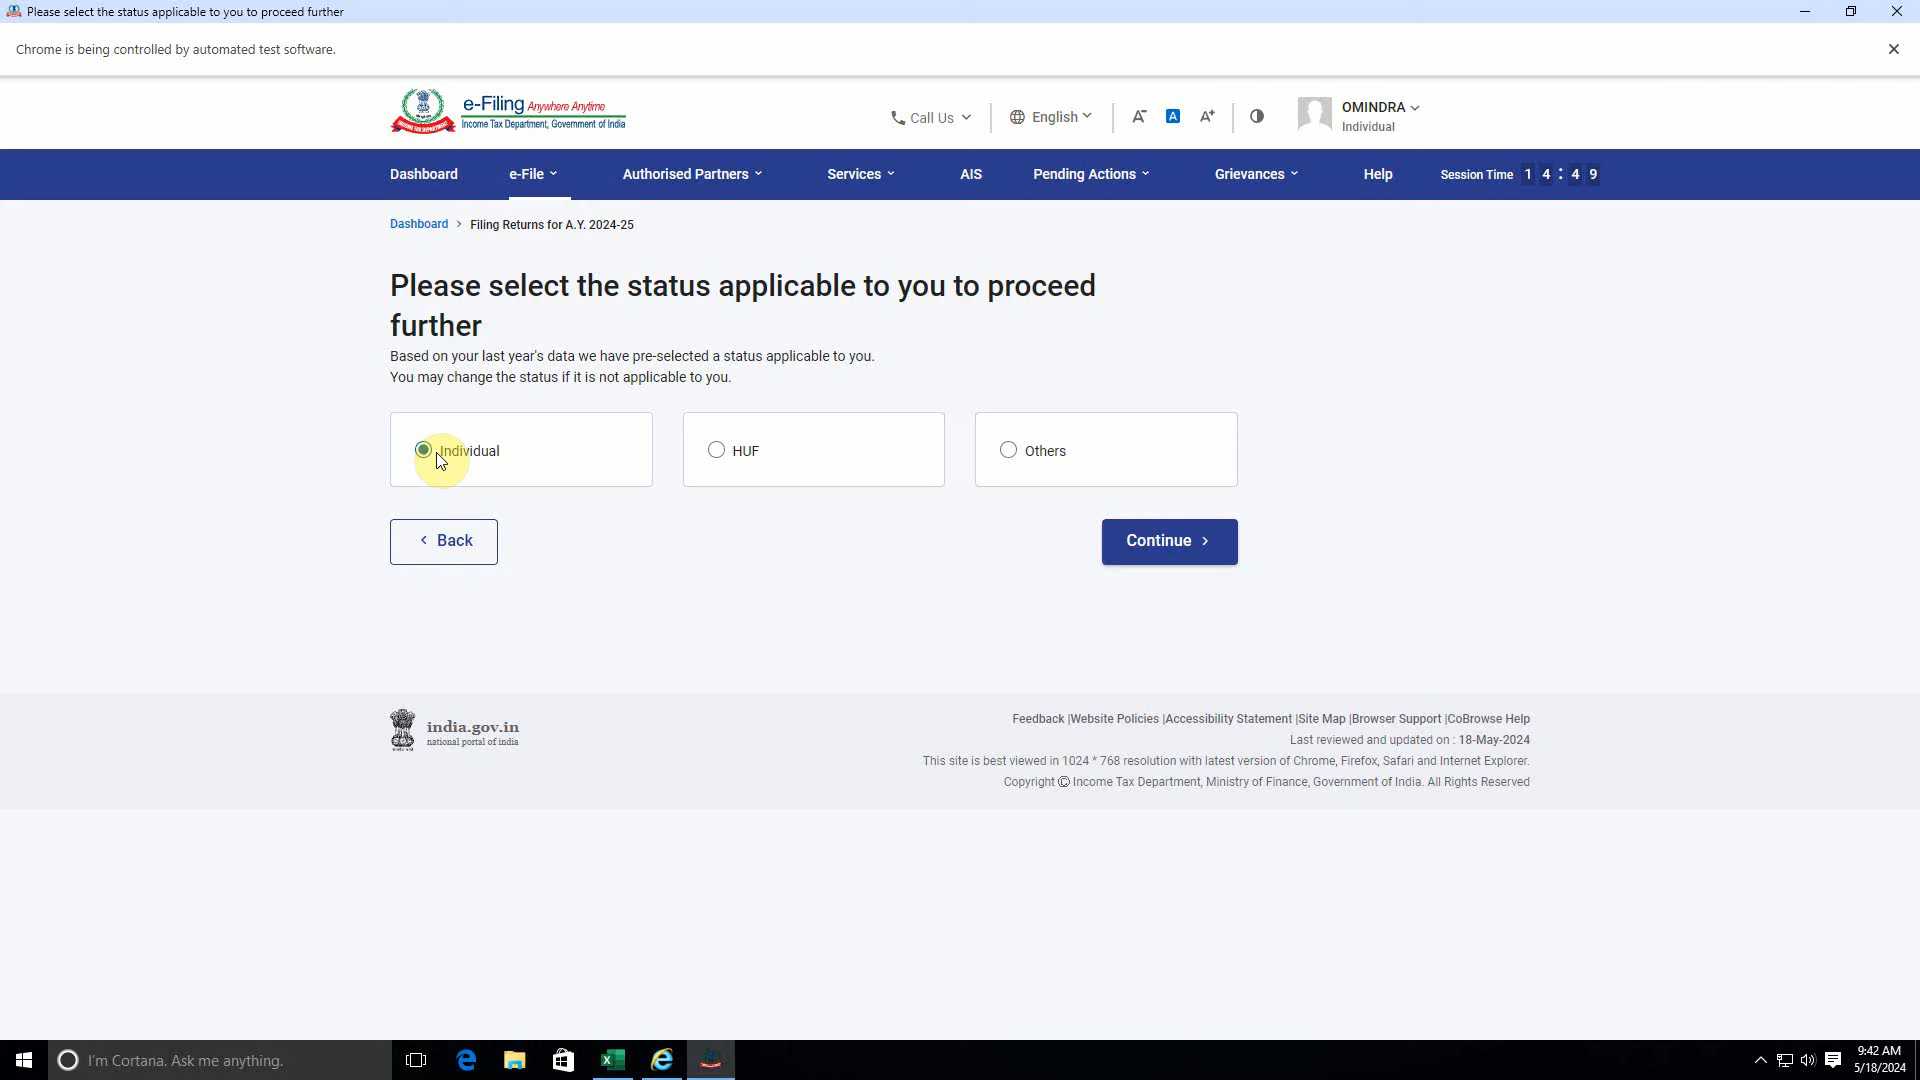 Please select the status applicable to you to proceed further
Chrome is being controlled by automated test software.
e-Filing Anywhere Anytime
Income Tax Department, Government of India
Call Us
English
A-
A
A+
OMINDRA
Individual
Dashboard
e-File
Authorised Partners
Services
AIS
Pending Actions
Grievances
Help
Session Time 1 4 : 4 9
Dashboard > Filing Returns for A.Y. 2024-25
Please select the status applicable to you to proceed
further
Based on your last year's data we have pre-selected a status applicable to you.
You may change the status if it is not applicable to you.
Individual
HUF
Others
< Back
Continue >
india.gov.in
national portal of india
Feedback |Website Policies |Accessibility Statement |Site Map |Browser Support |CoBrowse Help
Last reviewed and updated on : 18-May-2024
This site is best viewed in 1024 * 768 resolution with latest version of Chrome, Firefox, Safari and Internet Explorer.
Copyright © Income Tax Department, Ministry of Finance, Government of India. All Rights Reserved
I'm Cortana. Ask me anything.
9:42 AM
5/18/2024